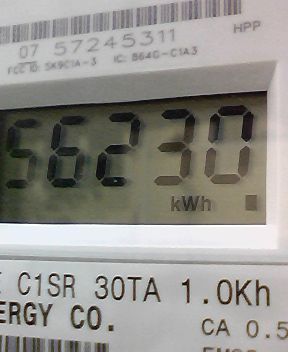 HPP
07 57245311
FCC ID: SK9C1A-3 IC: 864G-C1A3
56230
kWh
C1SR 30TA 1.0Kh
ERGY CO.
CA 0.5